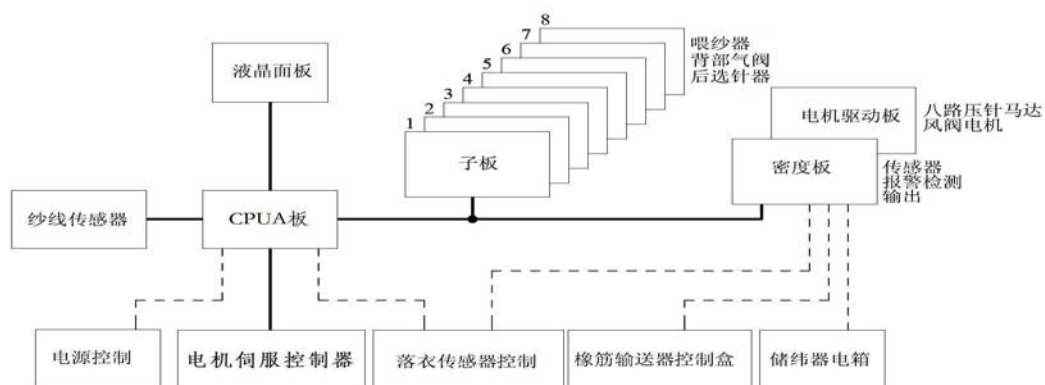 8
7
6
5
4
3
2
1
喂纱器
背部气阀
后选针器
液晶面板
子板
电机驱动板
八路压针马达
风阀电机
密度板
传感器
报警检测
输出
纱线传感器
CPUA板
电源控制
电机伺服控制器
落衣传感器控制
橡筋输送器控制盒
储纬器电箱